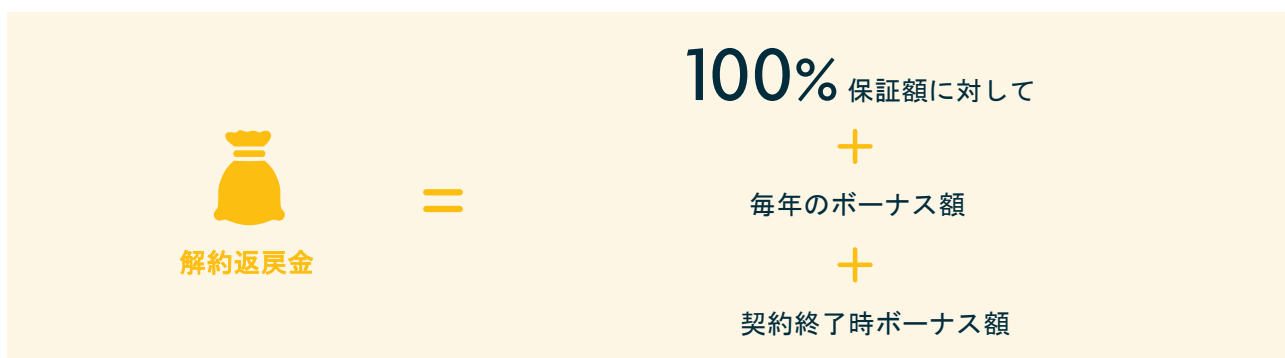 解約返戻金
=
100% 保証額に対して
+
毎年のボーナス額
+
契約終了時ボーナス額